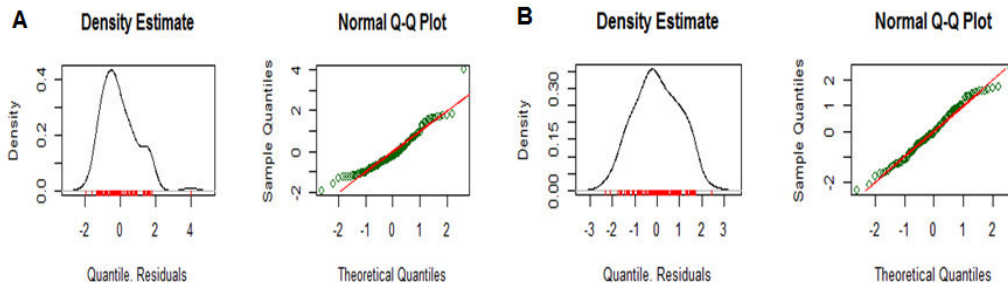 A
Density Estimate
Density
0.0 0.2 0.4
-2 0 2 4
Quantile. Residuals
Normal Q-Q Plot
Sample Quantiles
-2 0 2 4
-2 -1 0 1 2
Theoretical Quantiles
B
Density Estimate
Density
0.00 0.15 0.30
-3 -2 -1 0 1 2 3
Quantile. Residuals
Normal Q-Q Plot
Sample Quantiles
-2 0 1 2
-2 -1 0 1 2
Theoretical Quantiles